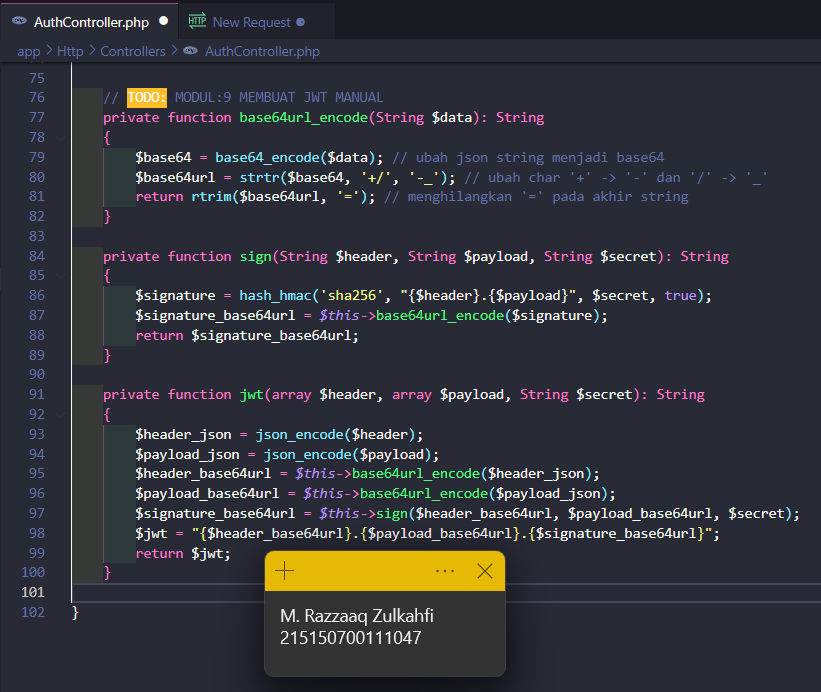 AuthController.php
HTTP New Request
app > Http > Controllers > AuthController.php
75
76 // TODO: MODUL:9 MEMBUAT JWT MANUAL
77 private function base64url_encode(String $data): String
78 {
79 $base64 = base64_encode($data); // ubah json string menjadi base64
80 $base64url = strtr($base64, '+/', '-_'); // ubah char '+' -> '-' dan '/' -> '_'
81 return rtrim($base64url, '='); // menghilangkan '=' pada akhir string
82 }
83
84 private function sign(String $header, String $payload, String $secret): String
85 {
86 $signature = hash_hmac('sha256', "{$header}.{$payload}", $secret, true);
87 $signature_base64url = $this->base64url_encode($signature);
88 return $signature_base64url;
89 }
90
91 private function jwt(array $header, array $payload, String $secret): String
92 {
93 $header_json = json_encode($header);
94 $payload_json = json_encode($payload);
95 $header_base64url = $this->base64url_encode($header_json);
96 $payload_base64url = $this->base64url_encode($payload_json);
97 $signature_base64url = $this->sign($header_base64url, $payload_base64url, $secret);
98 $jwt = "{$header_base64url}.{$payload_base64url}.{$signature_base64url}";
99 return $jwt;
100 }
101
102 }
M. Razzaaq Zulkahfi
215150700111047